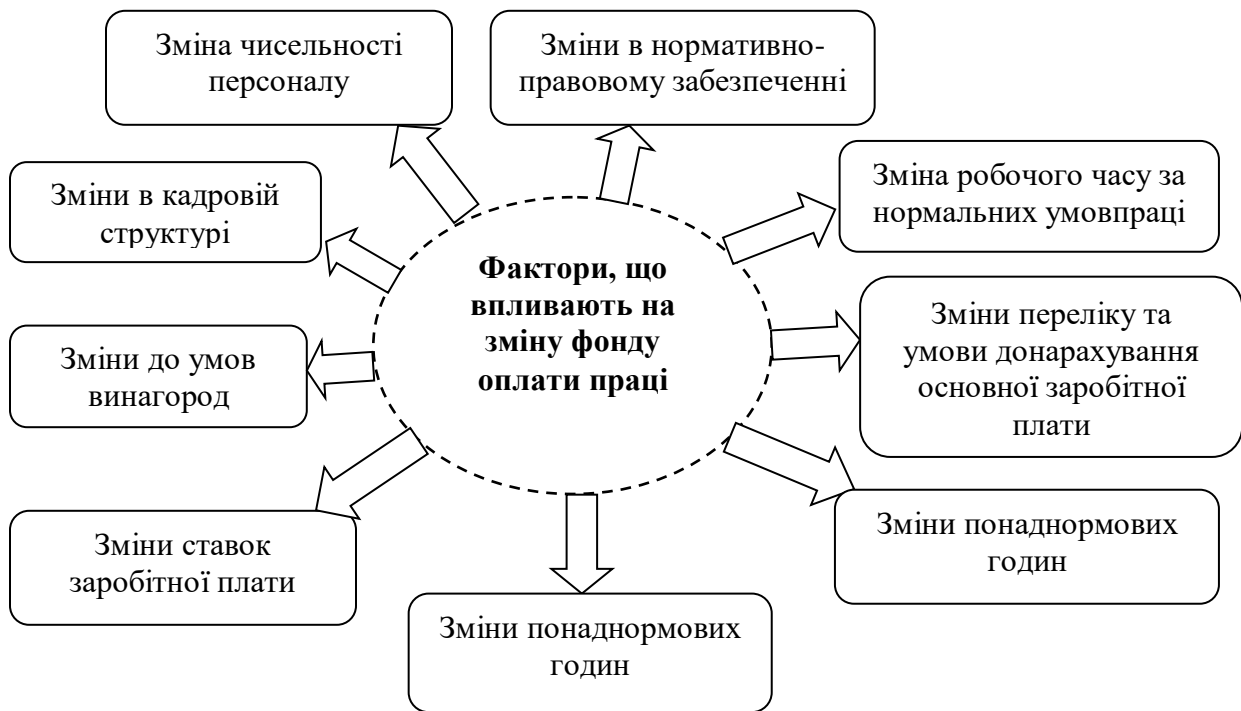 Зміна чисельності
персоналу
Зміни в нормативно-
правовому забезпеченні
Зміни в кадровій
структурі
Зміна робочого часу за
нормальних умовпраці
Фактори, що
впливають на
зміну фонду
оплати праці
Зміни до умов
винагород
Зміни переліку та
умови донарахування
основної заробітної
плати
Зміни ставок
заробітної плати
Зміни понаднормових
годин
Зміни понаднормових
годин